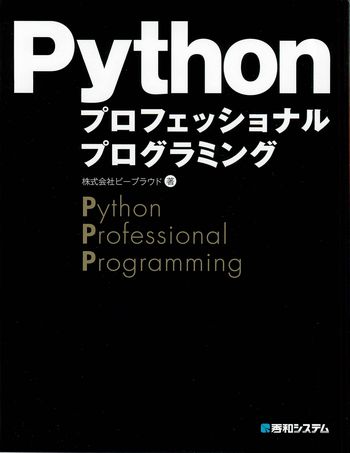 Python
プロフェッショナル
プログラミング
株式会社ビープラウド 著
Python
Professional
Programming
秀和システム